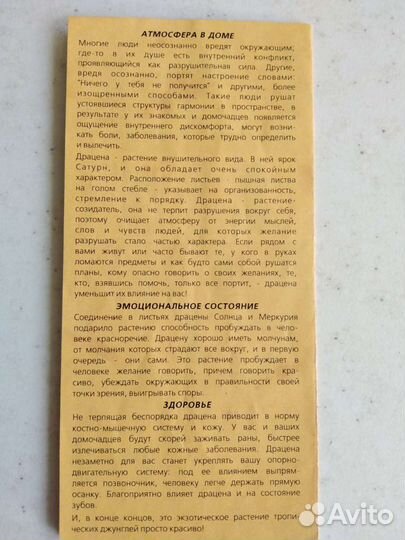 АТМОСФЕРА В ДОМЕ
Многие люди неосознанно вредят окружающим;
где-то в их душе есть внутренний конфликт,
проявляющийся как разрушительная сила. Другие,
вредя осознанно, портят настроение словами:
"Ничего у тебя не получится" и другими, более
изощренными способами. Такие люди рушат
устоявшиеся структуры гармонии в пространстве, в
результате у их знакомых и домочадцев появляется
ощущение внутреннего дискомфорта, могут возни-
кать боли, заболевания, которые трудно определить
и вылечить.
Драцена - растение внушительного вида. В ней ярок
Сатурн, и она обладает очень спокойным
характером. Расположение листьев - пышная листва
на голом стебле - указывает на организованность,
стремление к порядку. Драцена - растение-
созидатель, она не терпит разрушения вокруг себя,
поэтому очищает атмосферу от энергии мыслей,
слов и чувств людей, для которых желание
разрушать стало частью характера. Если рядом с
вами живут или часто бывают те, у кого в руках
ломаются предметы и как будто сами собой рушатся
планы, кому опасно говорить о своих желаниях, те,
кто, взявшись помочь, только все портит, - драцена
уменьшит их влияние на вас!
ЭМОЦИОНАЛЬНОЕ СОСТОЯНИЕ
Соединение в листьях драцены Солнца и Меркурия
подарило растению способность пробуждать в чело-
веке красноречие. Драцену хорошо иметь молчунам,
от молчания которых страдают все вокруг, и в первую
очередь - они сами. Это растение пробуждает в
человеке желание говорить, причем говорить кра-
сиво, убеждать окружающих в правильности своей
точки зрения, выигрывать споры.
ЗДОРОВЬЕ
Не терпящая беспорядка драцена приводит в норму
костно-мышечную систему и кожу. У вас и ваших
домочадцев будут скорей заживать раны, быстрее
излечиваться любые кожные заболевания. Драцена
незаметно для вас станет укреплять вашу опорно-
двигательную систему: под ее влиянием выпрям-
ляется позвоночник, человеку легче держать прямую
осанку. Благоприятно влияет драцена и на состояние
зубов.
И, в конце концов, это экзотическое растение тропи-
ческих джунглей просто красиво!
Avito